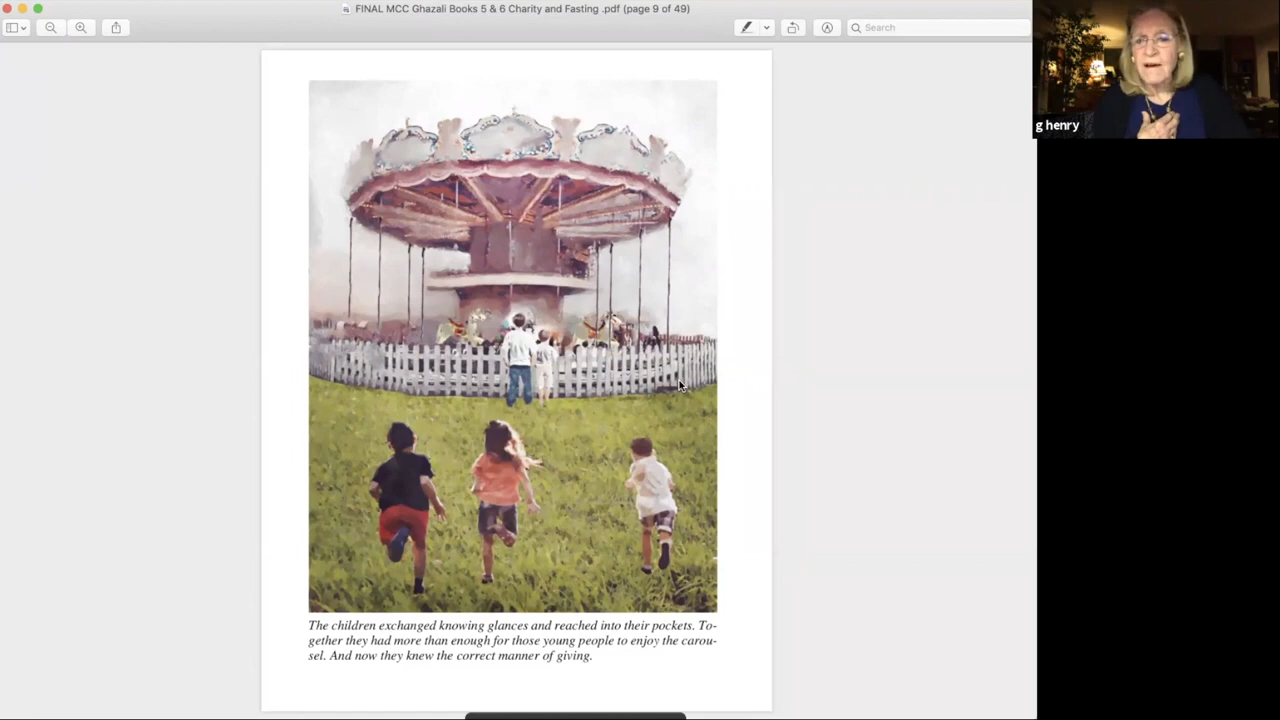 FINAL MCC Ghazali Books 5 & 6 Charity and Fasting .pdf (page 9 of 49)
Search
g henry
The children exchanged knowing glances and reached into their pockets. To-
gether they had more than enough for those young people to enjoy the carou-
sel. And now they knew the correct manner of giving.